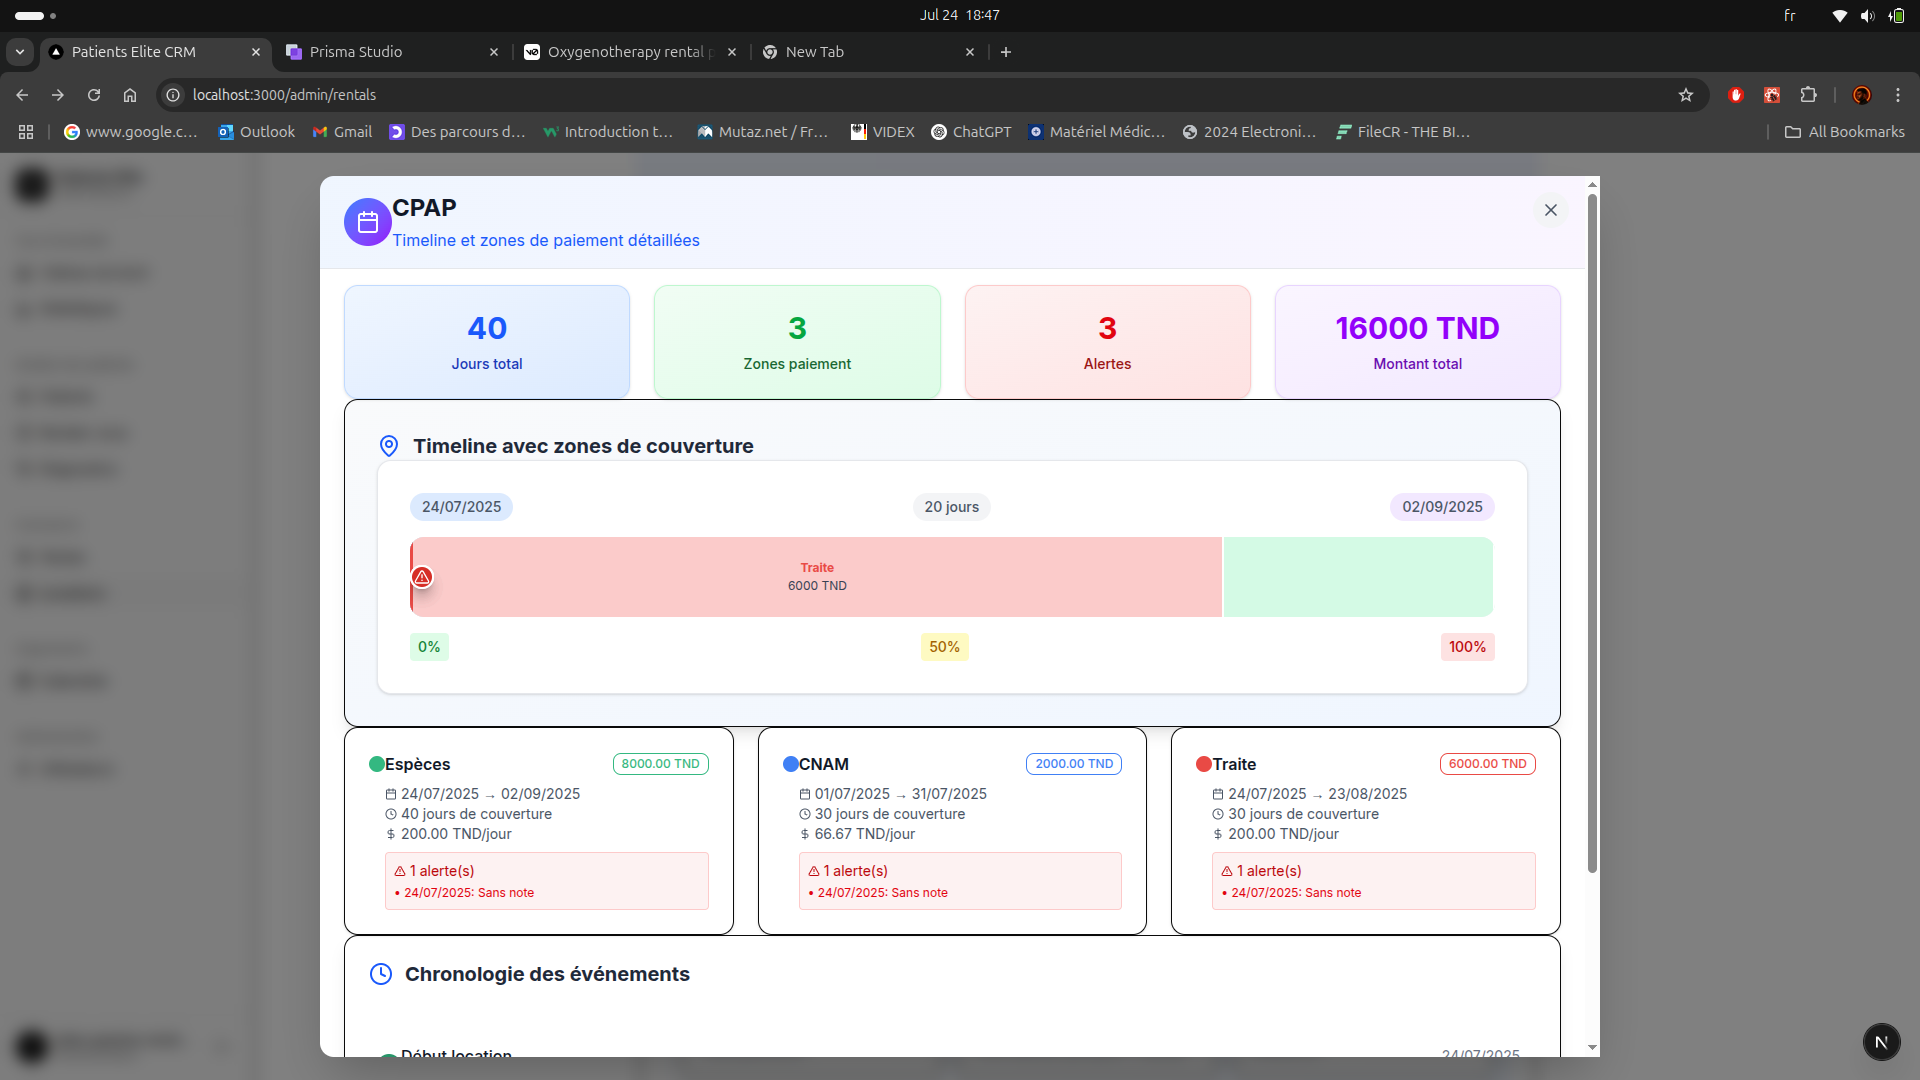 Jul 24 18:47
fr
Patients Elite CRM
Prisma Studio
Oxygenotherapy rental
New Tab
localhost:3000/admin/rentals
www.google.c...
Outlook
Gmail
Des parcours d...
Introduction t...
Mutaz.net / Fr...
VIDEX
ChatGPT
Matériel Médic...
2024 Electroni...
FileCR - THE BI...
All Bookmarks
CPAP
Timeline et zones de paiement détaillées
40
Jours total
3
Zones paiement
3
Alertes
16000 TND
Montant total
Timeline avec zones de couverture
24/07/2025
20 jours
02/09/2025
Traite
6000 TND
0%
50%
100%
Espèces
8000.00 TND
24/07/2025 → 02/09/2025
40 jours de couverture
$ 200.00 TND/jour
1 alerte(s)
• 24/07/2025: Sans note
CNAM
2000.00 TND
01/07/2025 → 31/07/2025
30 jours de couverture
$ 66.67 TND/jour
1 alerte(s)
• 24/07/2025: Sans note
Traite
6000.00 TND
24/07/2025 → 23/08/2025
30 jours de couverture
$ 200.00 TND/jour
1 alerte(s)
• 24/07/2025: Sans note
Chronologie des événements
Début location
24/07/2025
N